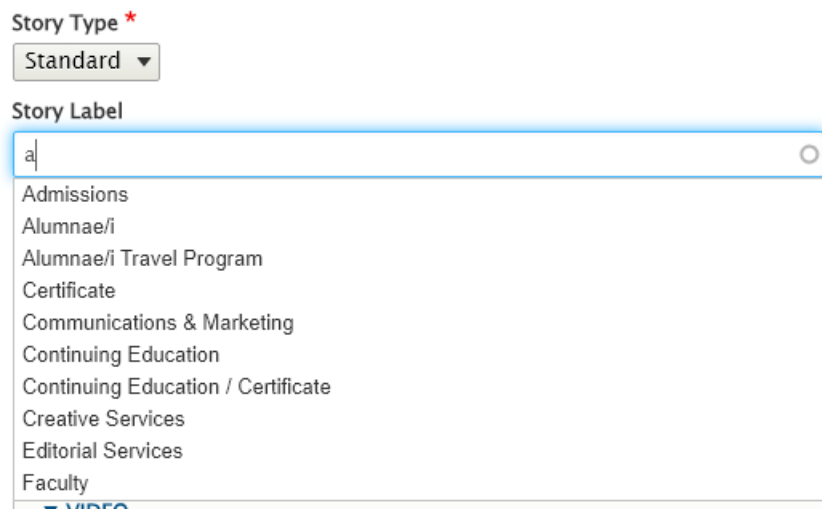 Story Type *
Standard
Story Label
a
Admissions
Alumnae/i
Alumnae/i Travel Program
Certificate
Communications & Marketing
Continuing Education
Continuing Education / Certificate
Creative Services
Editorial Services
Faculty
VIDEO